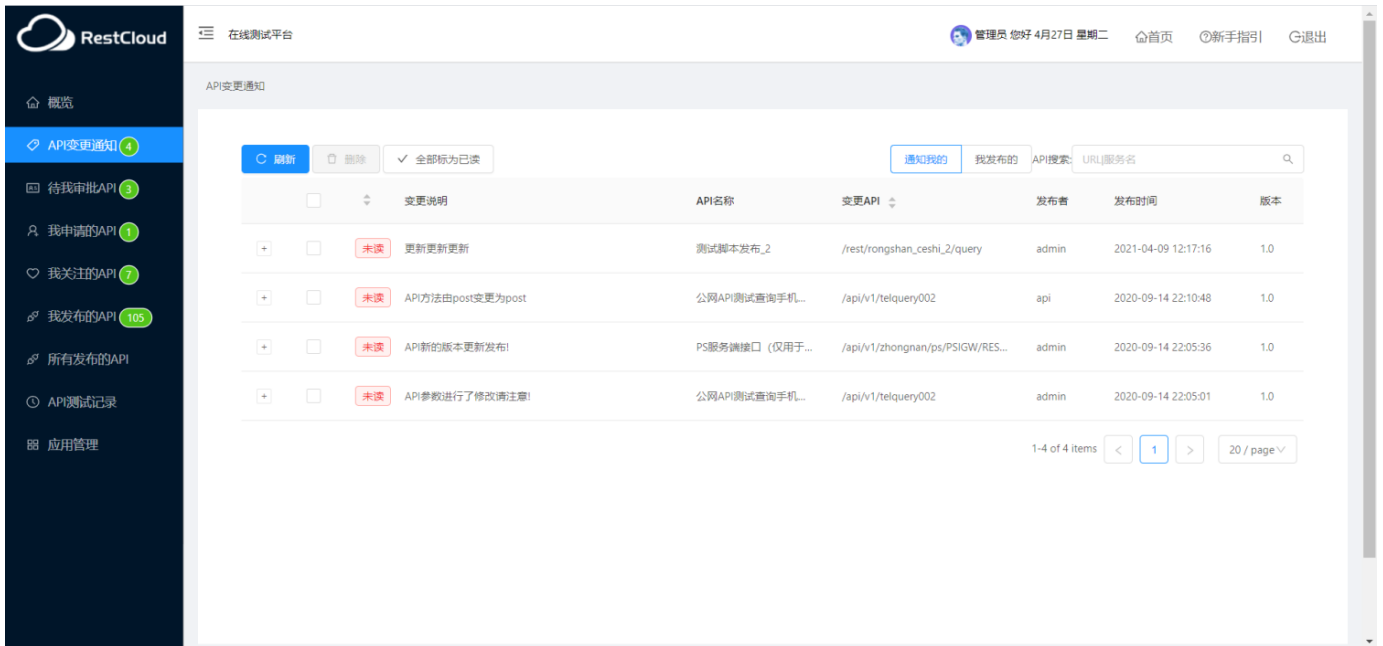 RestCloud
在线测试平台
管理员 您好 4月27日 星期二
首页
新手指引
退出
概览
API变更通知 4
待我审批API 3
我申请的API 1
我关注的API 7
我发布的API 105
所有发布的API
API测试记录
应用管理
API变更通知
刷新 删除 全部标为已读 通知我的 我发布的 API搜索: URL|服务名
变更说明 API名称 变更API 发布者 发布时间 版本
+ 未读 更新更新更新 测试脚本发布_2 /rest/rongshan_ceshi_2/query admin 2021-04-09 12:17:16 1.0
+ 未读 API方法由post变更为post 公网API测试查询手机... /api/v1/telquery002 api 2020-09-14 22:10:48 1.0
+ 未读 API新的版本更新发布! PS服务端接口（仅用于... /api/v1/zhongnan/ps/PSIGW/RES... admin 2020-09-14 22:05:36 1.0
+ 未读 API参数进行了修改请注意! 公网API测试查询手机... /api/v1/telquery002 admin 2020-09-14 22:05:01 1.0
1-4 of 4 items < 1 > 20 / page